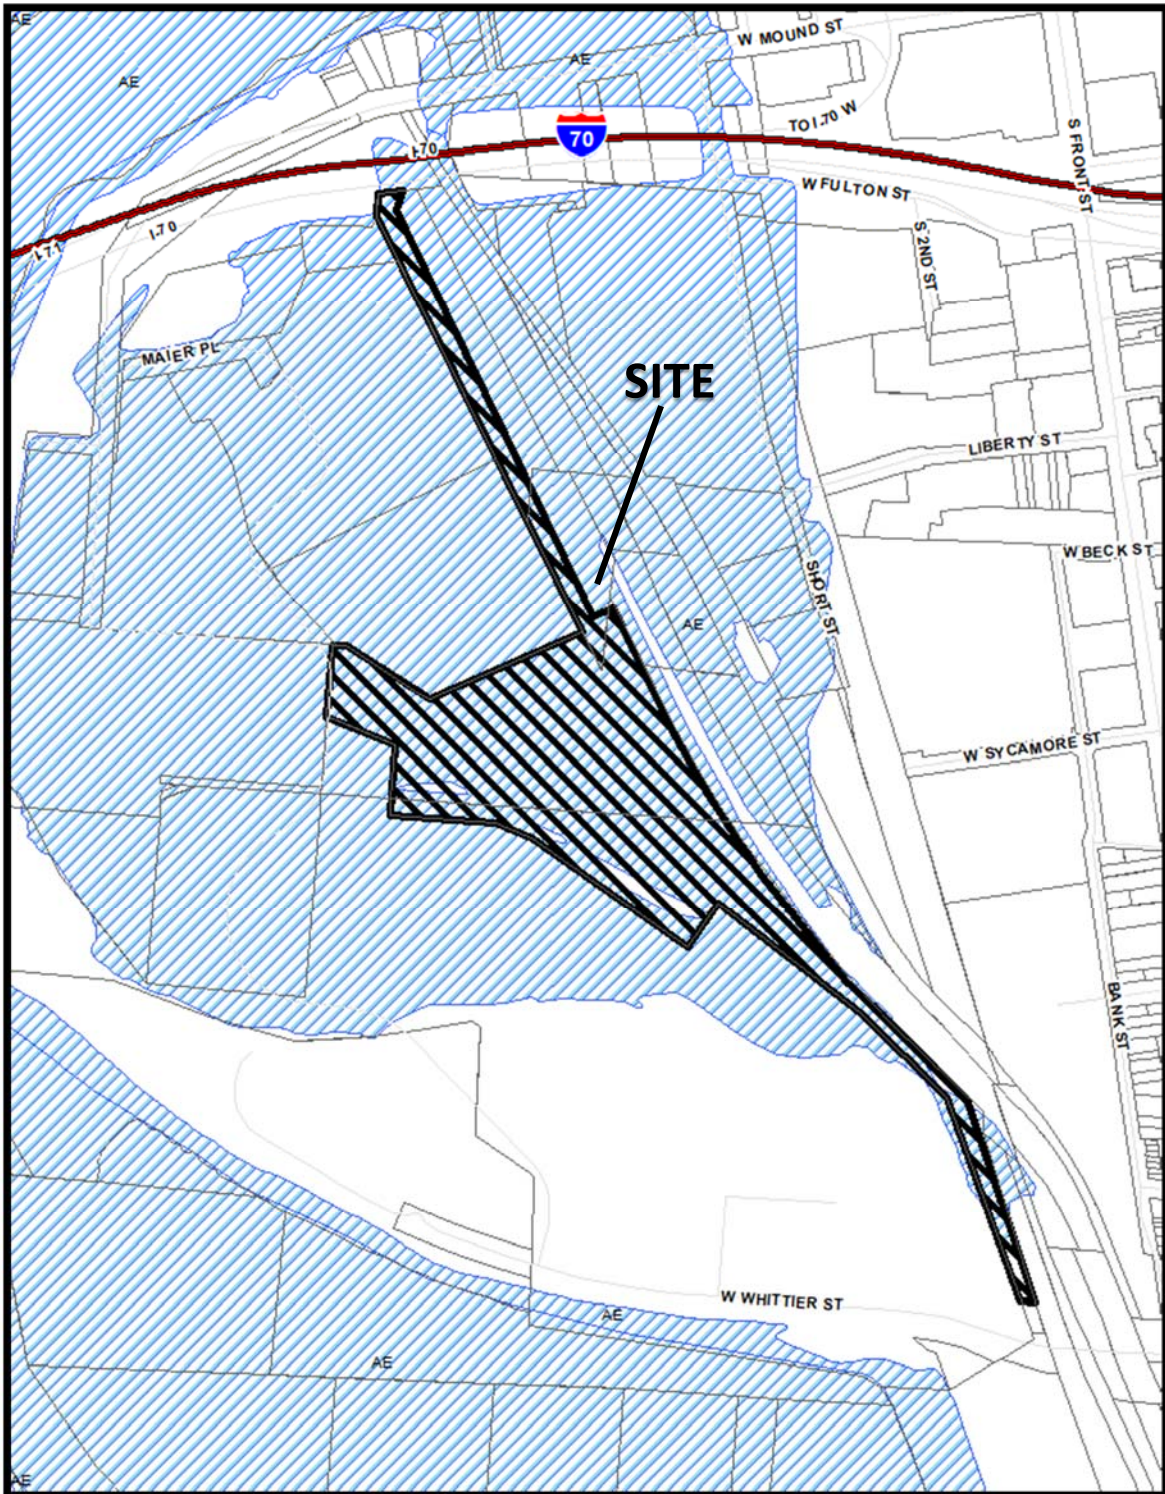 AE
W MOUND ST
AE
AE
TO I-70 W
70
I-70
S FRONT ST
W FULTON ST
I-70
I-71
S 2ND ST
MAIER PL
SITE
LIBERTY ST
W BECK ST
SHORT ST
AE
W SYCAMORE ST
BANK ST
W WHITTIER ST
AE
AE
AE